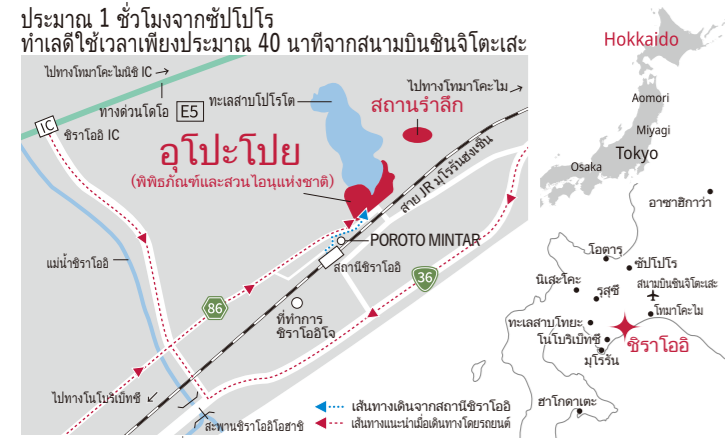 ประมาณ 1 ชั่วโมงจากซัปโปโร
ทำเลดีใช้เวลาเพียงประมาณ 40 นาทีจากสนามบินชินจิโตะเสะ
ไปทางโทมาโคะไมนิชิ IC
ทางด่วนโดโอ E5
ทะเลสาบโปโรโต
ไปทางโทมาโคะไม
IC
ชิราโออิ IC
สถานรำลึก
อุโปะโปย
(พิพิธภัณฑ์และสวนไอนุแห่งชาติ)
สาย JR มุโรรันฮงเซ็น
แม่น้ำชิราโออิ
POROTO MINTAR
สถานีชิราโออิ
36
86
ที่ทำการ
ชิราโออิโจ
ไปทางโนโบริเบ็ทซึ
สะพานชิราโออิโอฮาชิ
เส้นทางเดินจากสถานีชิราโออิ
เส้นทางแนะนำเมื่อเดินทางโดยรถยนต์
Hokkaido
Aomori
Miyagi
Tokyo
Osaka
อาซาฮิกาว่า
โอตารุ
ซัปโปโร
นิเสะโคะ
รุสุซึ
สนามบินชินจิโตะเสะ
โทมาโคะไม
ทะเลสาบโทยะ
โนโบริเบ็ทซึ
ชิราโออิ
มุโรรัน
ฮาโกดาเตะ